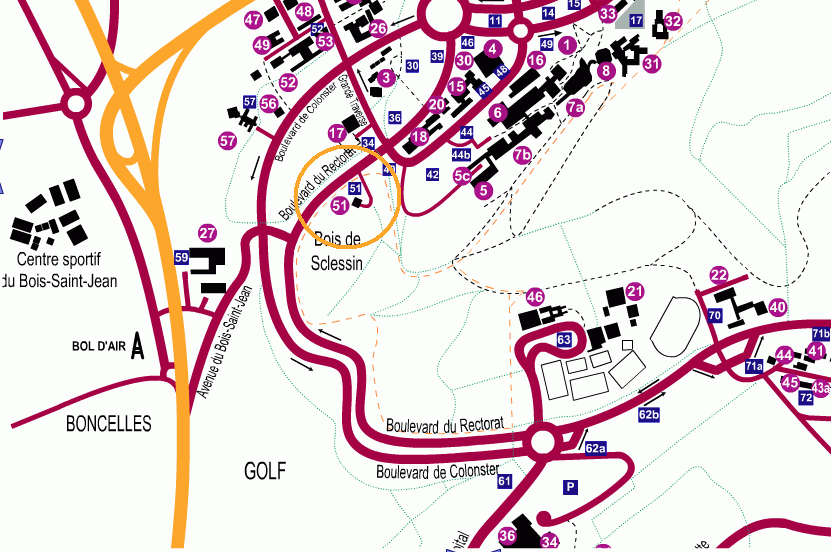 47
48
52
26
49
53
52
3
30
57
56
57
17
34
36
39
46
30
4
11
14
15
49
1
33
17
32
31
8
16
48
45
15
20
6
7a
18
44
44b
7b
5c
5
42
51
51
Grande Traverse
Boulevard de Colonster
Boulevard du Rectorat
Bois de
Sclessin
Centre sportif
du Bois-Saint-Jean
59
27
Avenue du Bois-Saint-Jean
BOL D'AIR
BONCELLES
GOLF
46
21
63
22
70
40
71b
71a
44
41
45
43a
72
62b
Boulevard du Rectorat
Boulevard de Colonster
62a
61
P
36
34